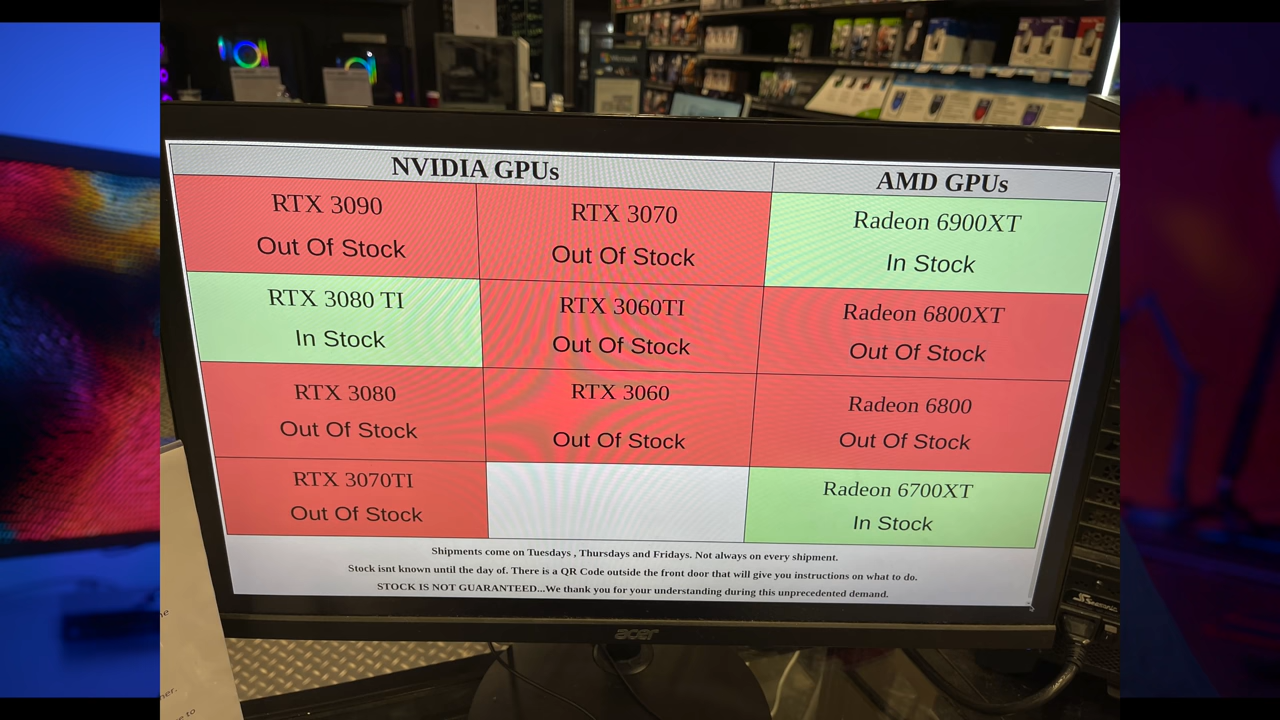 NVIDIA GPUs
AMD GPUs
RTX 3090
Out Of Stock
RTX 3070
Out Of Stock
Radeon 6900XT
In Stock
RTX 3080 TI
In Stock
RTX 3060TI
Out Of Stock
Radeon 6800XT
Out Of Stock
RTX 3080
Out Of Stock
RTX 3060
Out Of Stock
Radeon 6800
Out Of Stock
RTX 3070TI
Out Of Stock
Radeon 6700XT
In Stock
Shipments come on Tuesdays , Thursdays and Fridays. Not always on every shipment.
Stock isnt known until the day of. There is a QR Code outside the front door that will give you instructions on what to do.
STOCK IS NOT GUARANTEED...We thank you for your understanding during this unprecedented demand.
acer